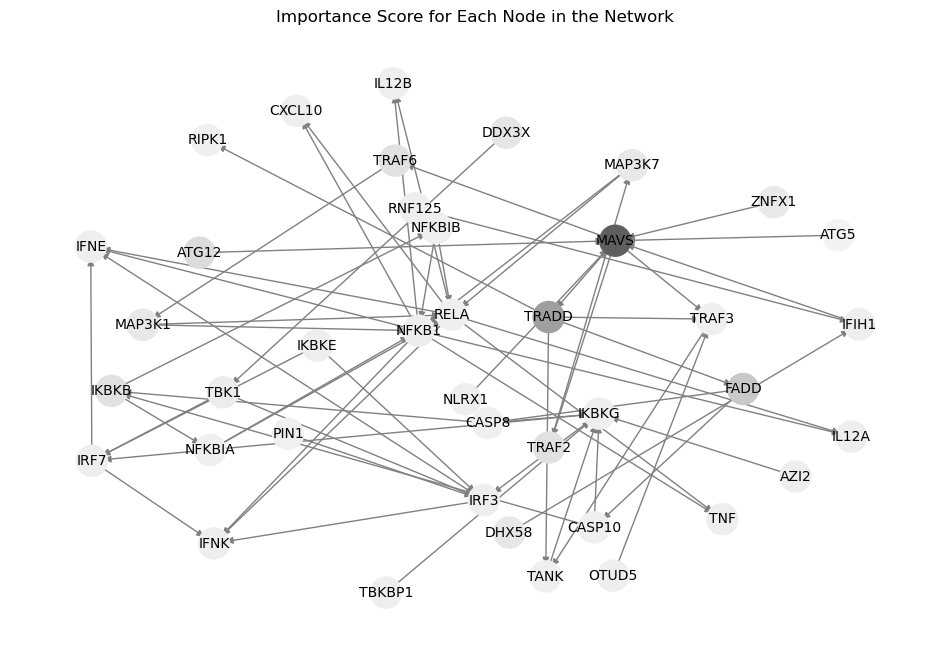 Importance Score for Each Node in the Network
IL12B
CXCL10
DDX3X
RIPK1
TRAF6
MAP3K7
ZNFX1
RNF125
NFKBIB
ATG5
MAVS
IFNE
ATG12
RELA
TRADD
TRAF3
MAP3K1
NFKB1
IFIH1
IKBKE
FADD
IKBKB
TBK1
NLRX1
IKBKG
CASP8
PIN1
IL12A
TRAF2
NFKBIA
IRF7
AZI2
IRF3
TNF
CASP10
DHX58
IFNK
TANK
OTUD5
TBKBP1